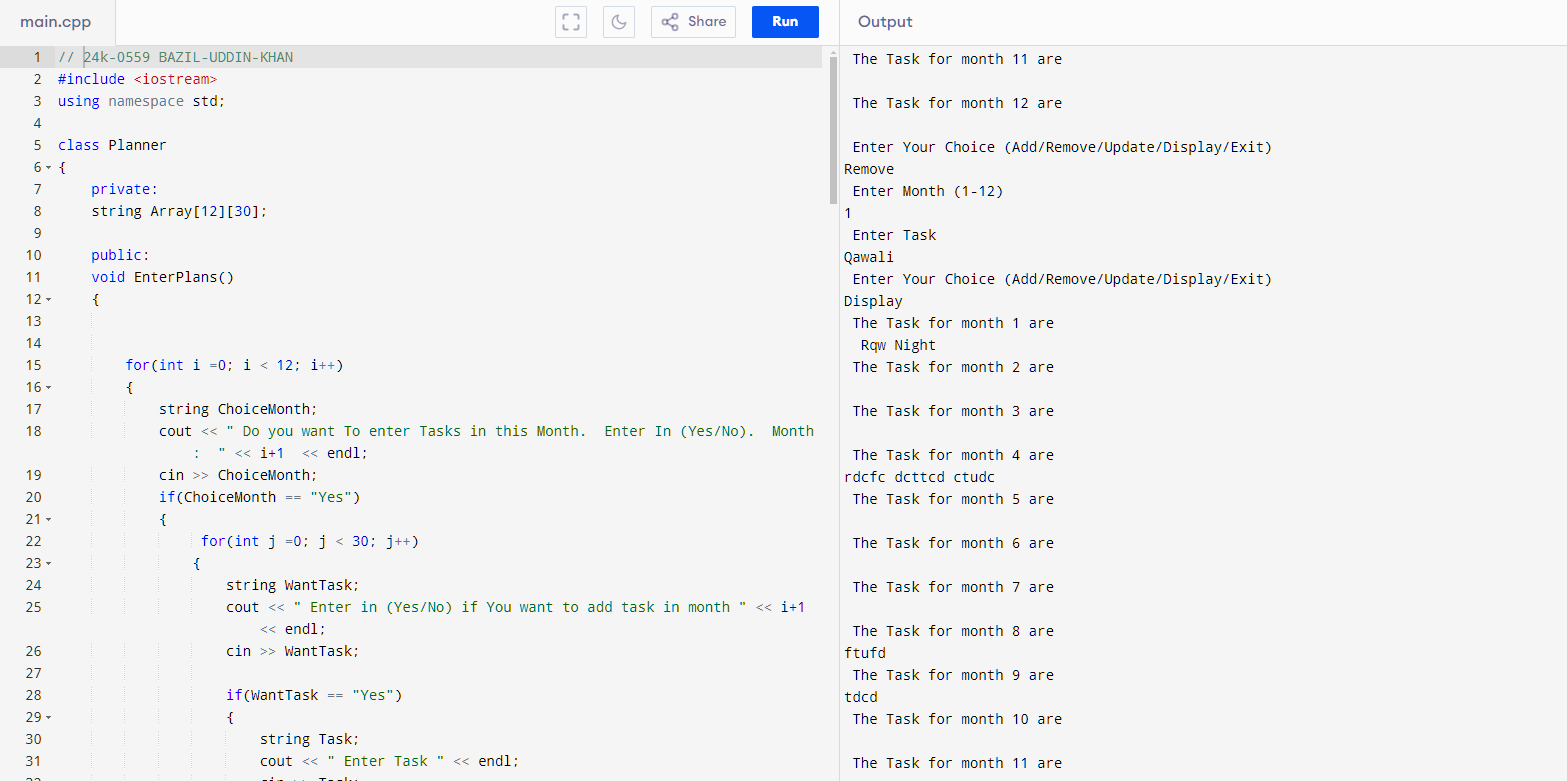 main.cpp
Share
Run
Output
1 // 24k-0559 BAZIL-UDDIN-KHAN
2 #include <iostream>
3 using namespace std;
4
5 class Planner
6 {
7 private:
8 string Array[12][30];
9
10 public:
11 void EnterPlans()
12 {
13
14
15 for(int i =0; i < 12; i++)
16 {
17 string ChoiceMonth;
18 cout << " Do you want To enter Tasks in this Month.  Enter In (Yes/No).  Month
:  " << i+1  << endl;
19 cin >> ChoiceMonth;
20 if(ChoiceMonth == "Yes")
21 {
22 for(int j =0; j < 30; j++)
23 {
24 string WantTask;
25 cout << " Enter in (Yes/No) if You want to add task in month " << i+1
<< endl;
26 cin >> WantTask;
27
28 if(WantTask == "Yes")
29 {
30 string Task;
31 cout << " Enter Task " << endl;
The Task for month 11 are
The Task for month 12 are
Enter Your Choice (Add/Remove/Update/Display/Exit)
Remove
Enter Month (1-12)
1
Enter Task
Qawali
Enter Your Choice (Add/Remove/Update/Display/Exit)
Display
The Task for month 1 are
Rqw Night
The Task for month 2 are
The Task for month 3 are
The Task for month 4 are
rdcfc dcttcd ctudc
The Task for month 5 are
The Task for month 6 are
The Task for month 7 are
The Task for month 8 are
ftufd
The Task for month 9 are
tdcd
The Task for month 10 are
The Task for month 11 are